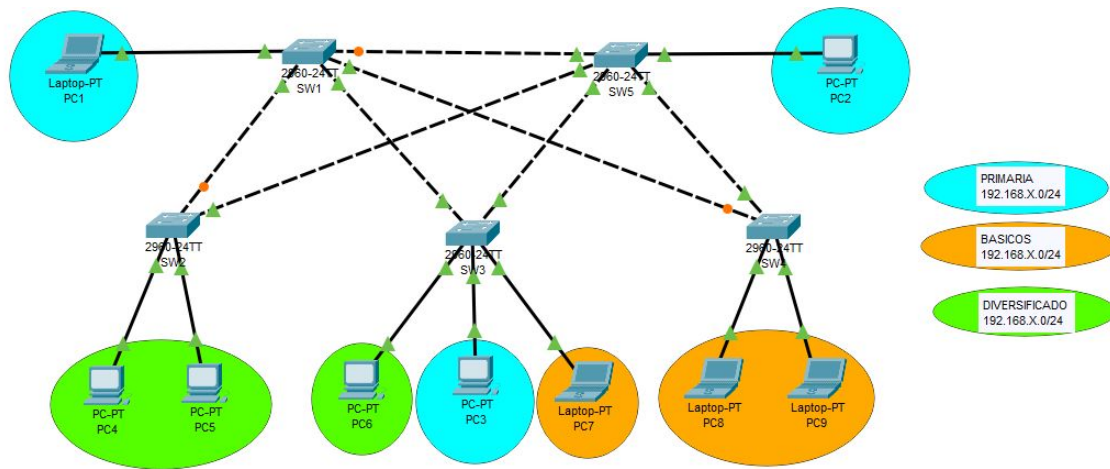 Laptop-PT
PC1
2960-24TT
SW1
2960-24TT
SW5
PC-PT
PC2
PRIMARIA
192.168.X.0/24
BASICOS
192.168.X.0/24
DIVERSIFICADO
192.168.X.0/24
2960-24TT
SW2
2960-24TT
SW3
2960-24TT
SW4
PC-PT
PC4
PC-PT
PC5
PC-PT
PC6
PC-PT
PC3
Laptop-PT
PC7
Laptop-PT
PC8
Laptop-PT
PC9